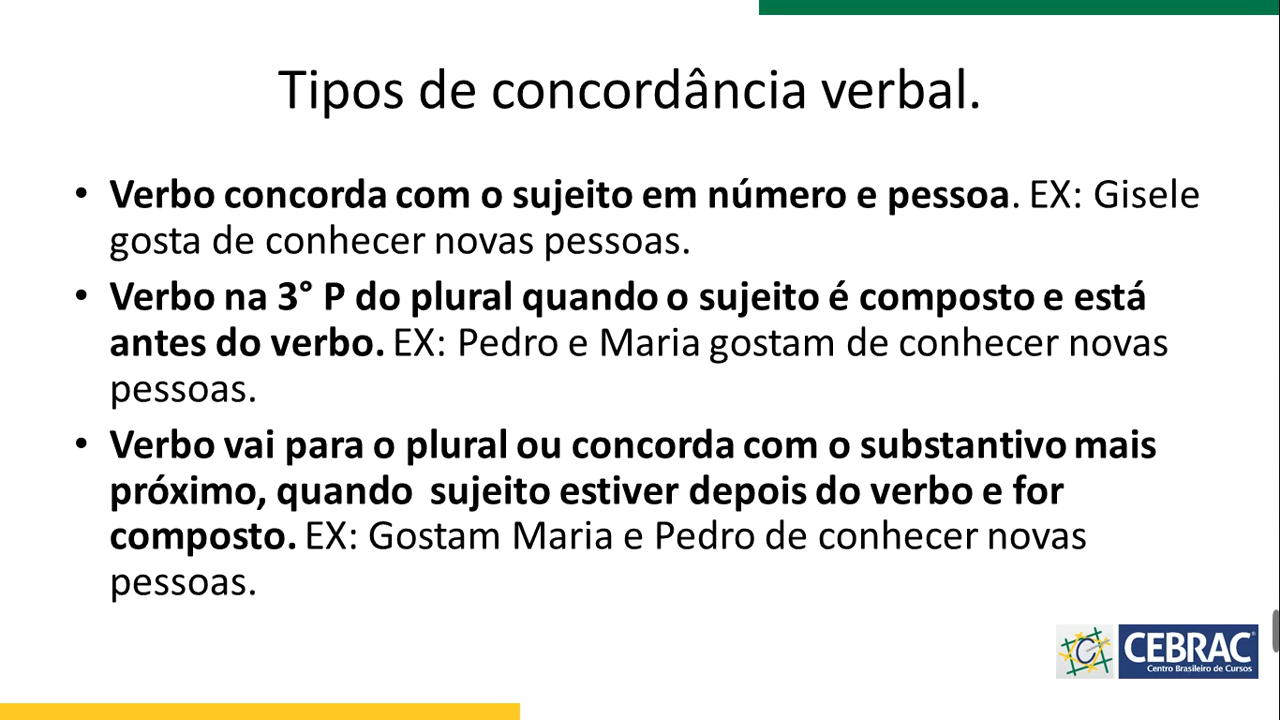 Tipos de concordância verbal.
• Verbo concorda com o sujeito em número e pessoa. EX: Gisele
gosta de conhecer novas pessoas.
• Verbo na 3° P do plural quando o sujeito é composto e está
antes do verbo. EX: Pedro e Maria gostam de conhecer novas
pessoas.
• Verbo vai para o plural ou concorda com o substantivo mais
próximo, quando  sujeito estiver depois do verbo e for
composto. EX: Gostam Maria e Pedro de conhecer novas
pessoas.
C CEBRAC®
Centro Brasileiro de Cursos